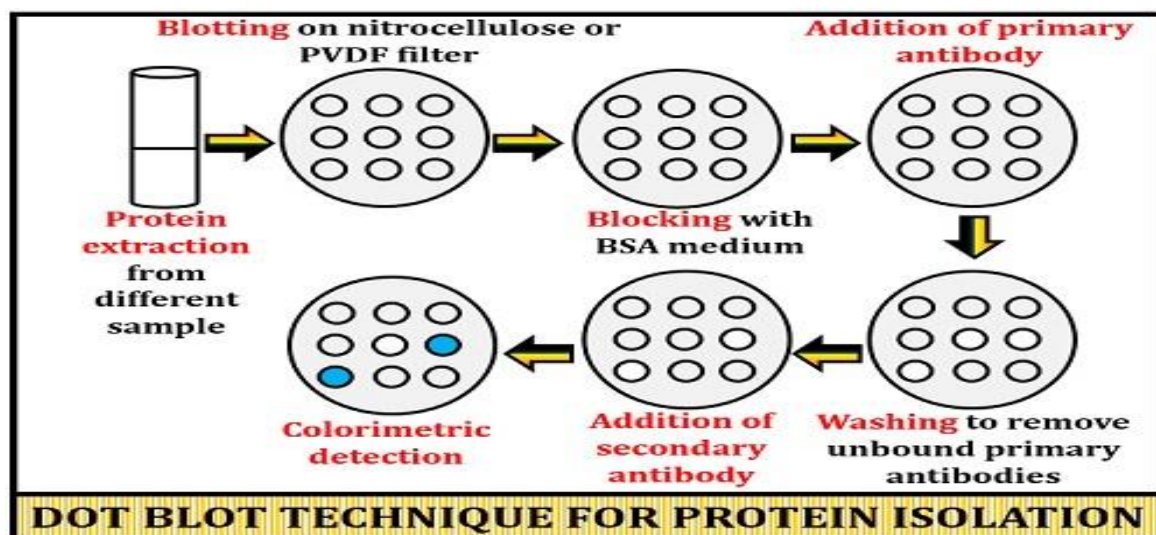 Blotting on nitrocellulose or
PVDF filter
Addition of primary
antibody
Protein
extraction
from
different
sample
Blocking with
BSA medium
Colorimetric
detection
Addition of
secondary
antibody
Washing to remove
unbound primary
antibodies
DOT BLOT TECHNIQUE FOR PROTEIN ISOLATION